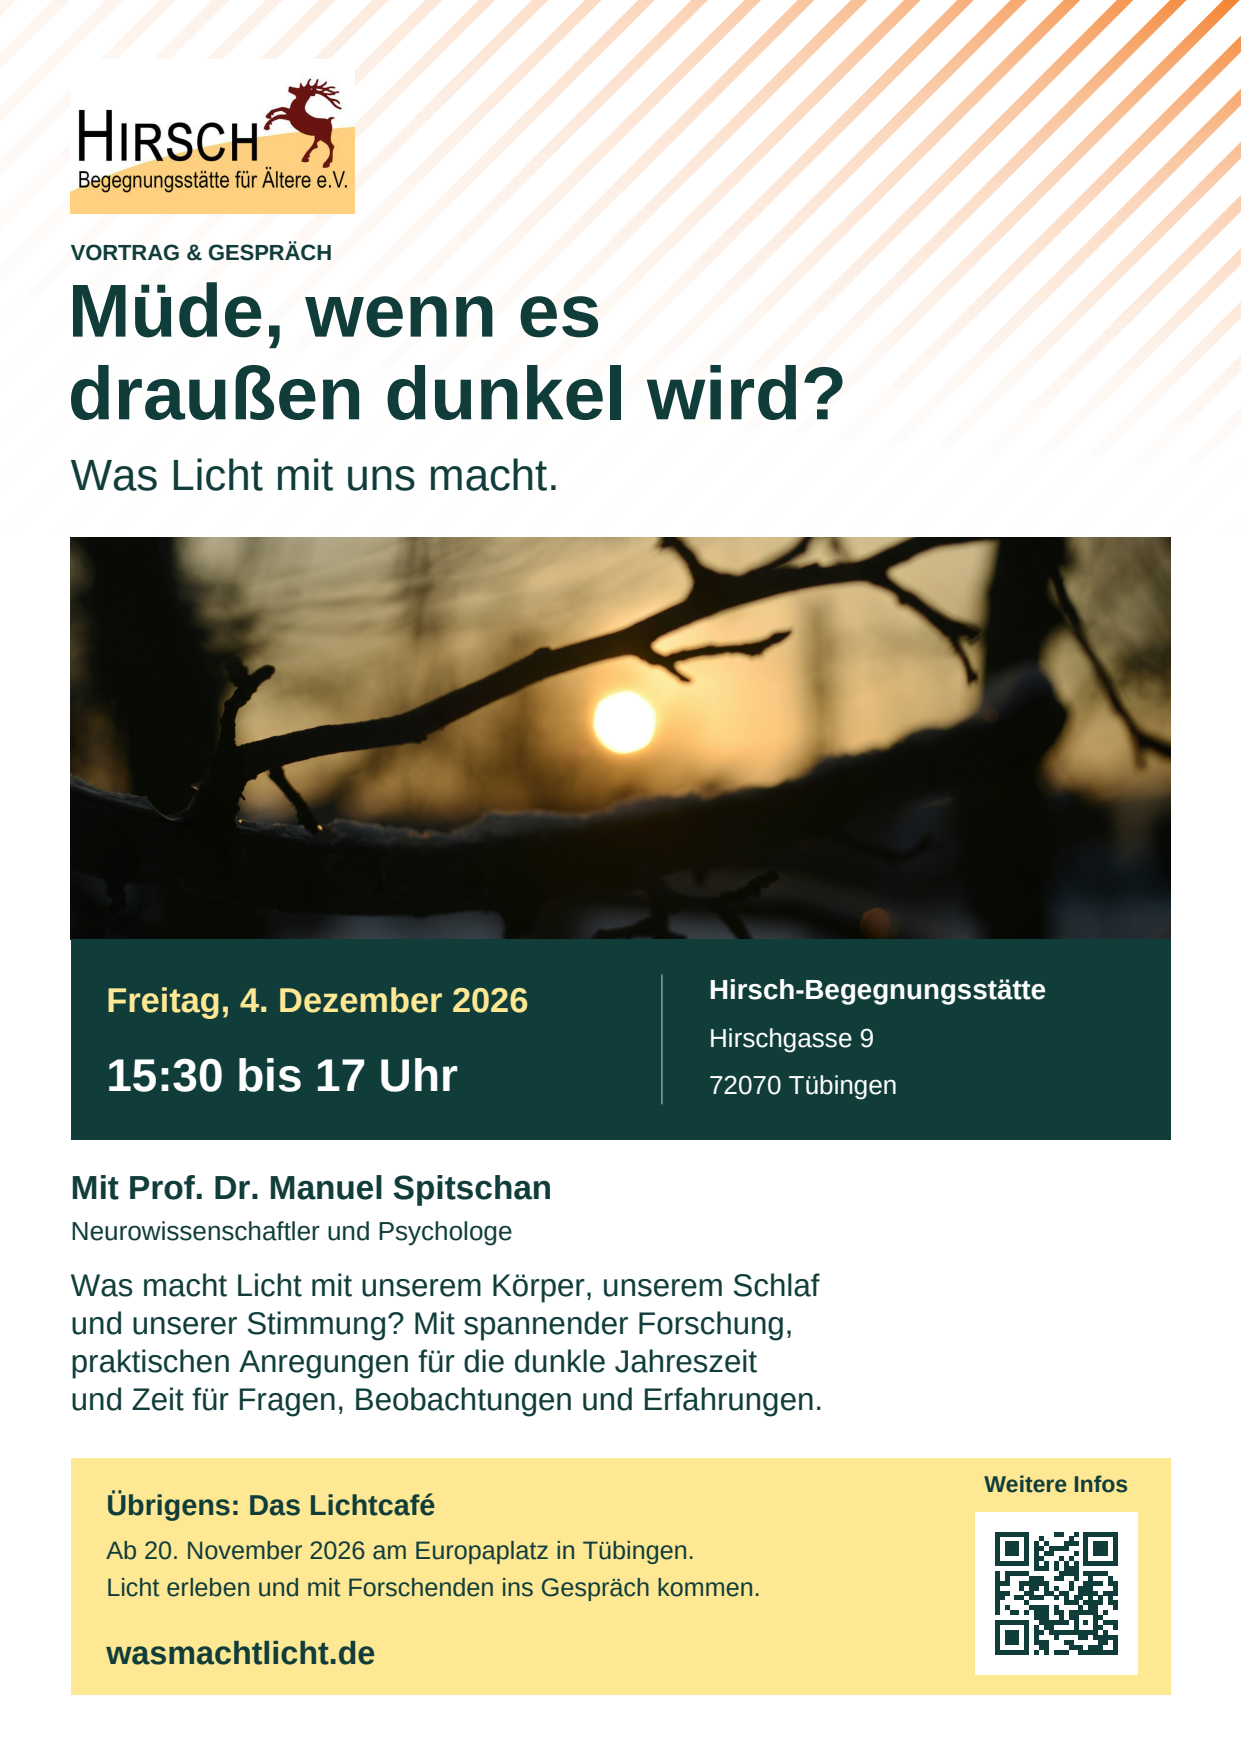 HIRSCH
Begegnungsstätte für Ältere e.V.
VORTRAG & GESPRÄCH
Müde, wenn es
draußen dunkel wird?
Was Licht mit uns macht.
Freitag, 4. Dezember 2026
15:30 bis 17 Uhr
Hirsch-Begegnungsstätte
Hirschgasse 9
72070 Tübingen
Mit Prof. Dr. Manuel Spitschan
Neurowissenschaftler und Psychologe
Was macht Licht mit unserem Körper, unserem Schlaf
und unserer Stimmung? Mit spannender Forschung,
praktischen Anregungen für die dunkle Jahreszeit
und Zeit für Fragen, Beobachtungen und Erfahrungen.
Übrigens: Das Lichtcafé
Ab 20. November 2026 am Europaplatz in Tübingen.
Licht erleben und mit Forschenden ins Gespräch kommen.
wasmachtlicht.de
Weitere Infos